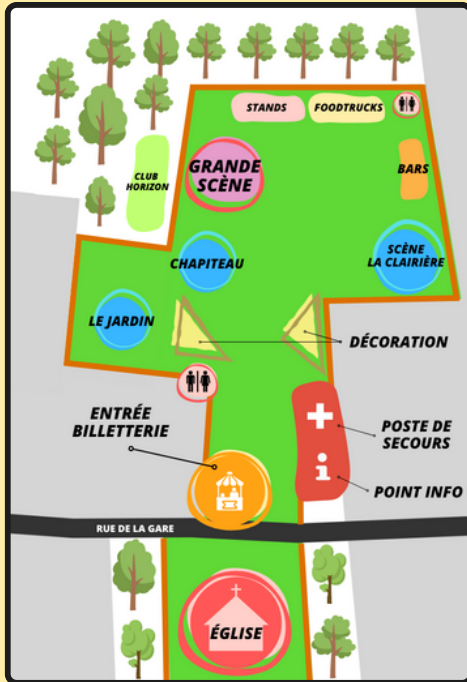 STANDS
FOODTRUCKS
CLUB
HORIZON
GRANDE
SCÈNE
BARS
CHAPITEAU
SCÈNE
LA CLAIRIÈRE
LE JARDIN
DÉCORATION
ENTRÉE
BILLETTERIE
POSTE DE
SECOURS
POINT INFO
RUE DE LA GARE
ÉGLISE